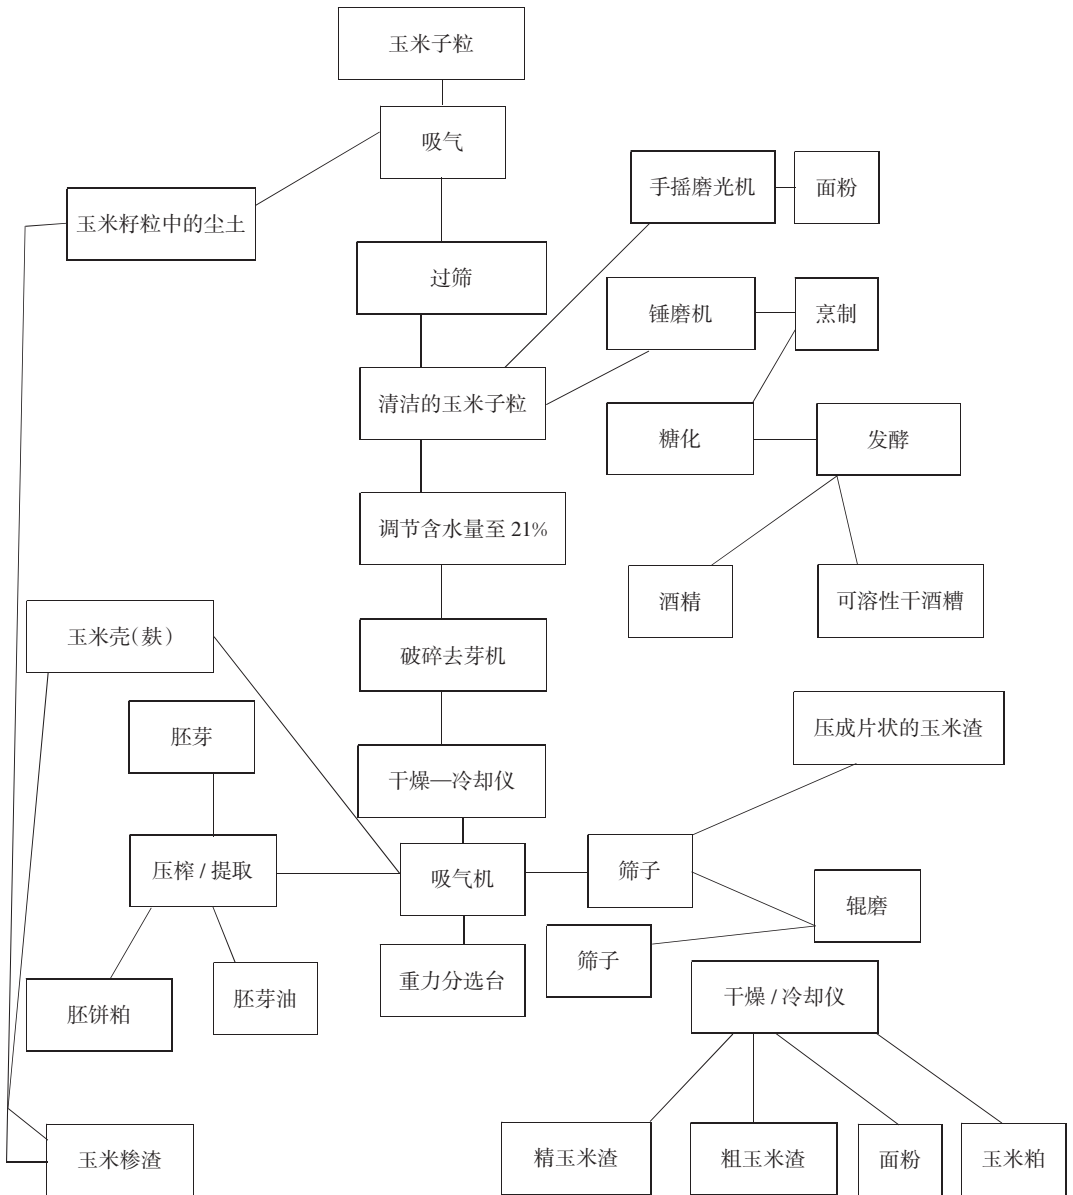 玉米子粒
吸气
手摇磨光机
面粉
玉米籽粒中的尘土
过筛
锤磨机
烹制
清洁的玉米子粒
糖化
发酵
调节含水量至 21%
酒精
可溶性干酒糟
玉米壳(麸)
破碎去芽机
胚芽
压成片状的玉米渣
干燥—冷却仪
压榨 / 提取
吸气机
筛子
辊磨
筛子
重力分选台
胚饼粕
胚芽油
干燥 / 冷却仪
玉米糁渣
精玉米渣
粗玉米渣
面粉
玉米粕